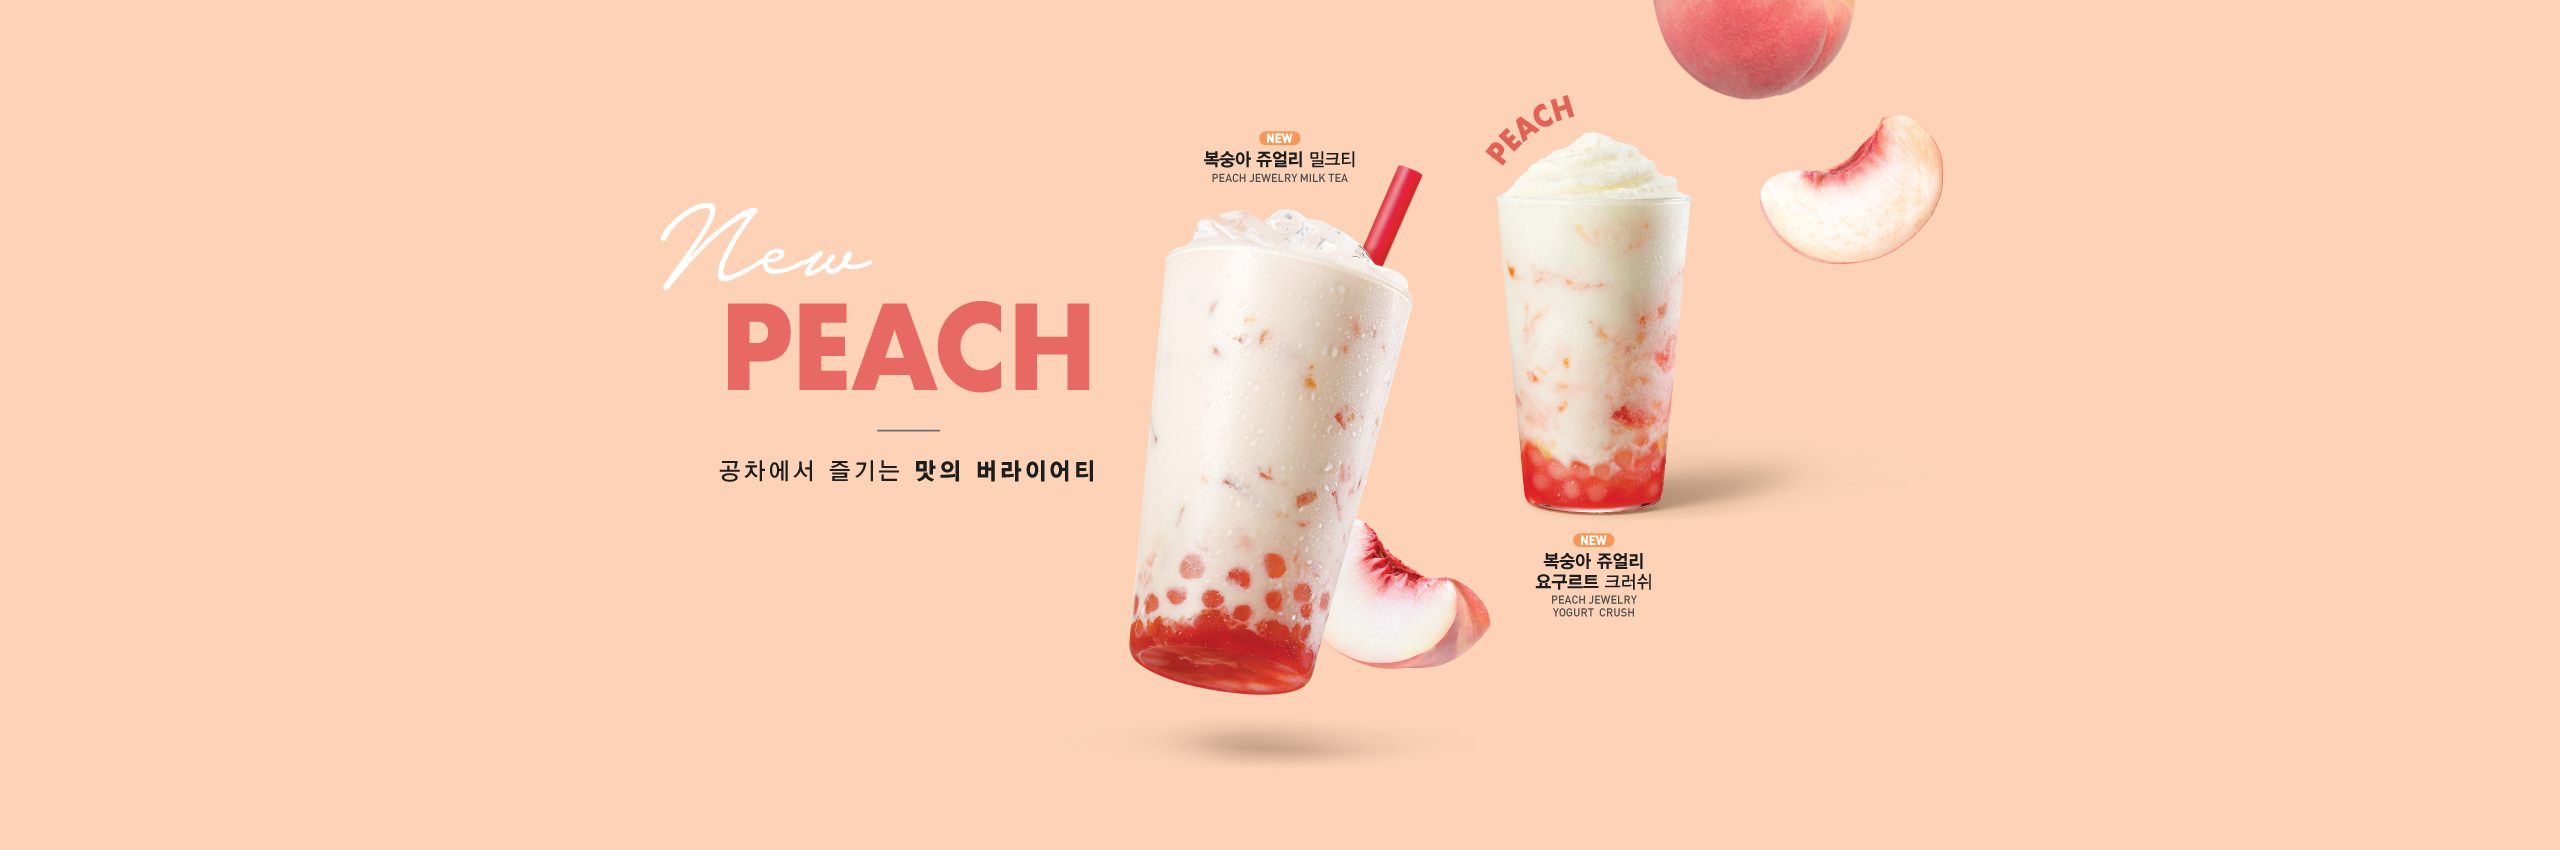 New
PEACH
공차에서 즐기는 맛의 버라이어티
NEW
복숭아 쥬얼리 밀크티
PEACH JEWELRY MILK TEA
PEACH
NEW
복숭아 쥬얼리
요구르트 크러쉬
PEACH JEWELRY
YOGURT CRUSH